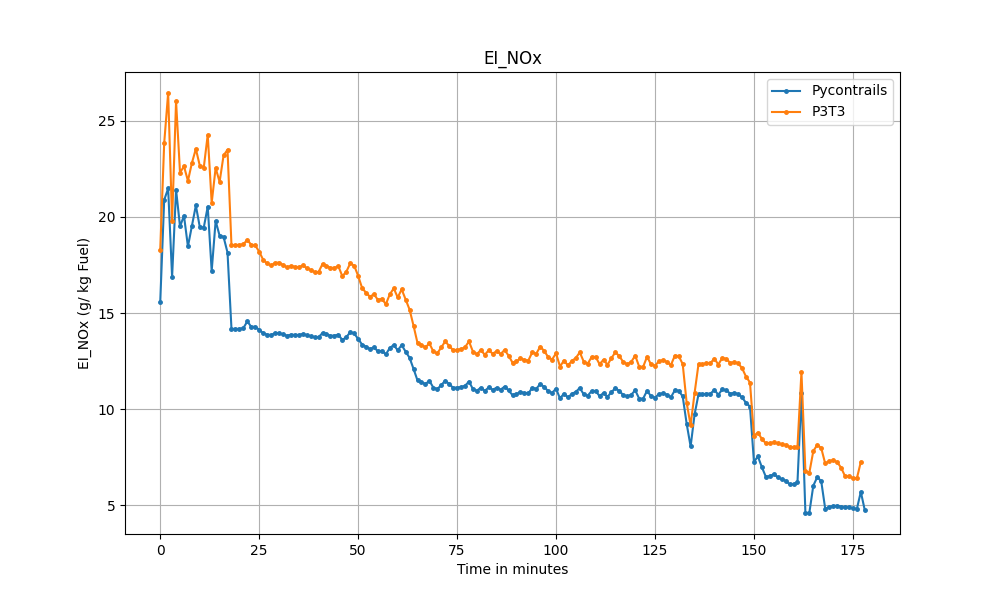 EI_NOx
Pycontrails
P3T3
EI_NOx (g/ kg Fuel)
25
20
15
10
5
0 25 50 75 100 125 150 175
Time in minutes